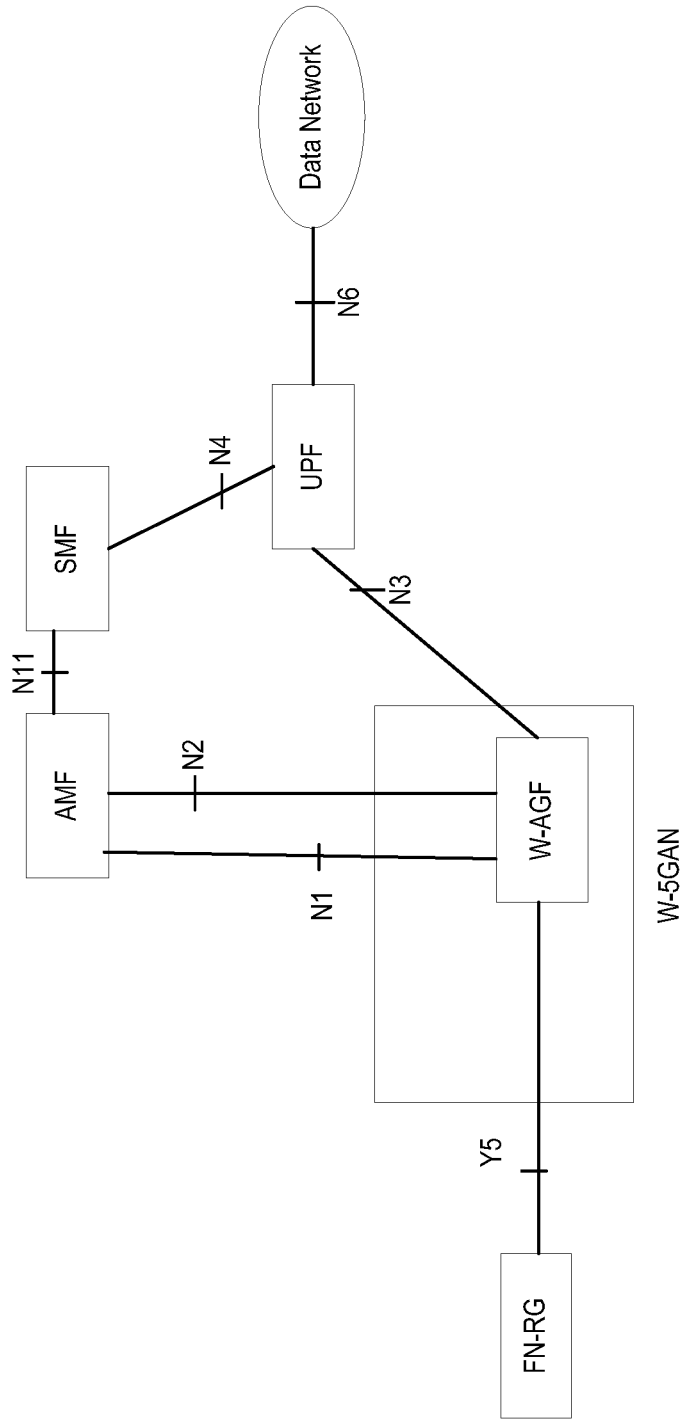 AMF
N11
SMF
N2
N4
N1
N3
UPF
N6
Data Network
FN-RG
Y5
W-AGF
W-5GAN